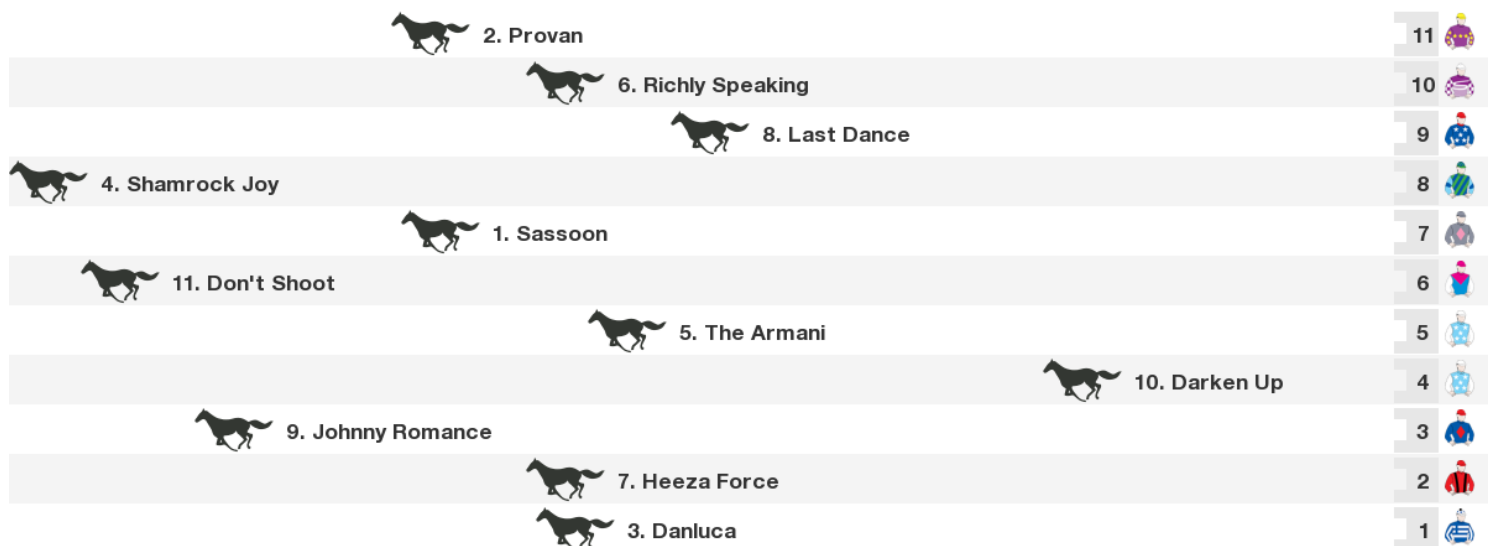 2. Provan 11
6. Richly Speaking 10
8. Last Dance 9
4. Shamrock Joy 8
1. Sassoon 7
11. Don't Shoot 6
5. The Armani 5
10. Darken Up 4
9. Johnny Romance 3
7. Heeza Force 2
3. Danluca 1